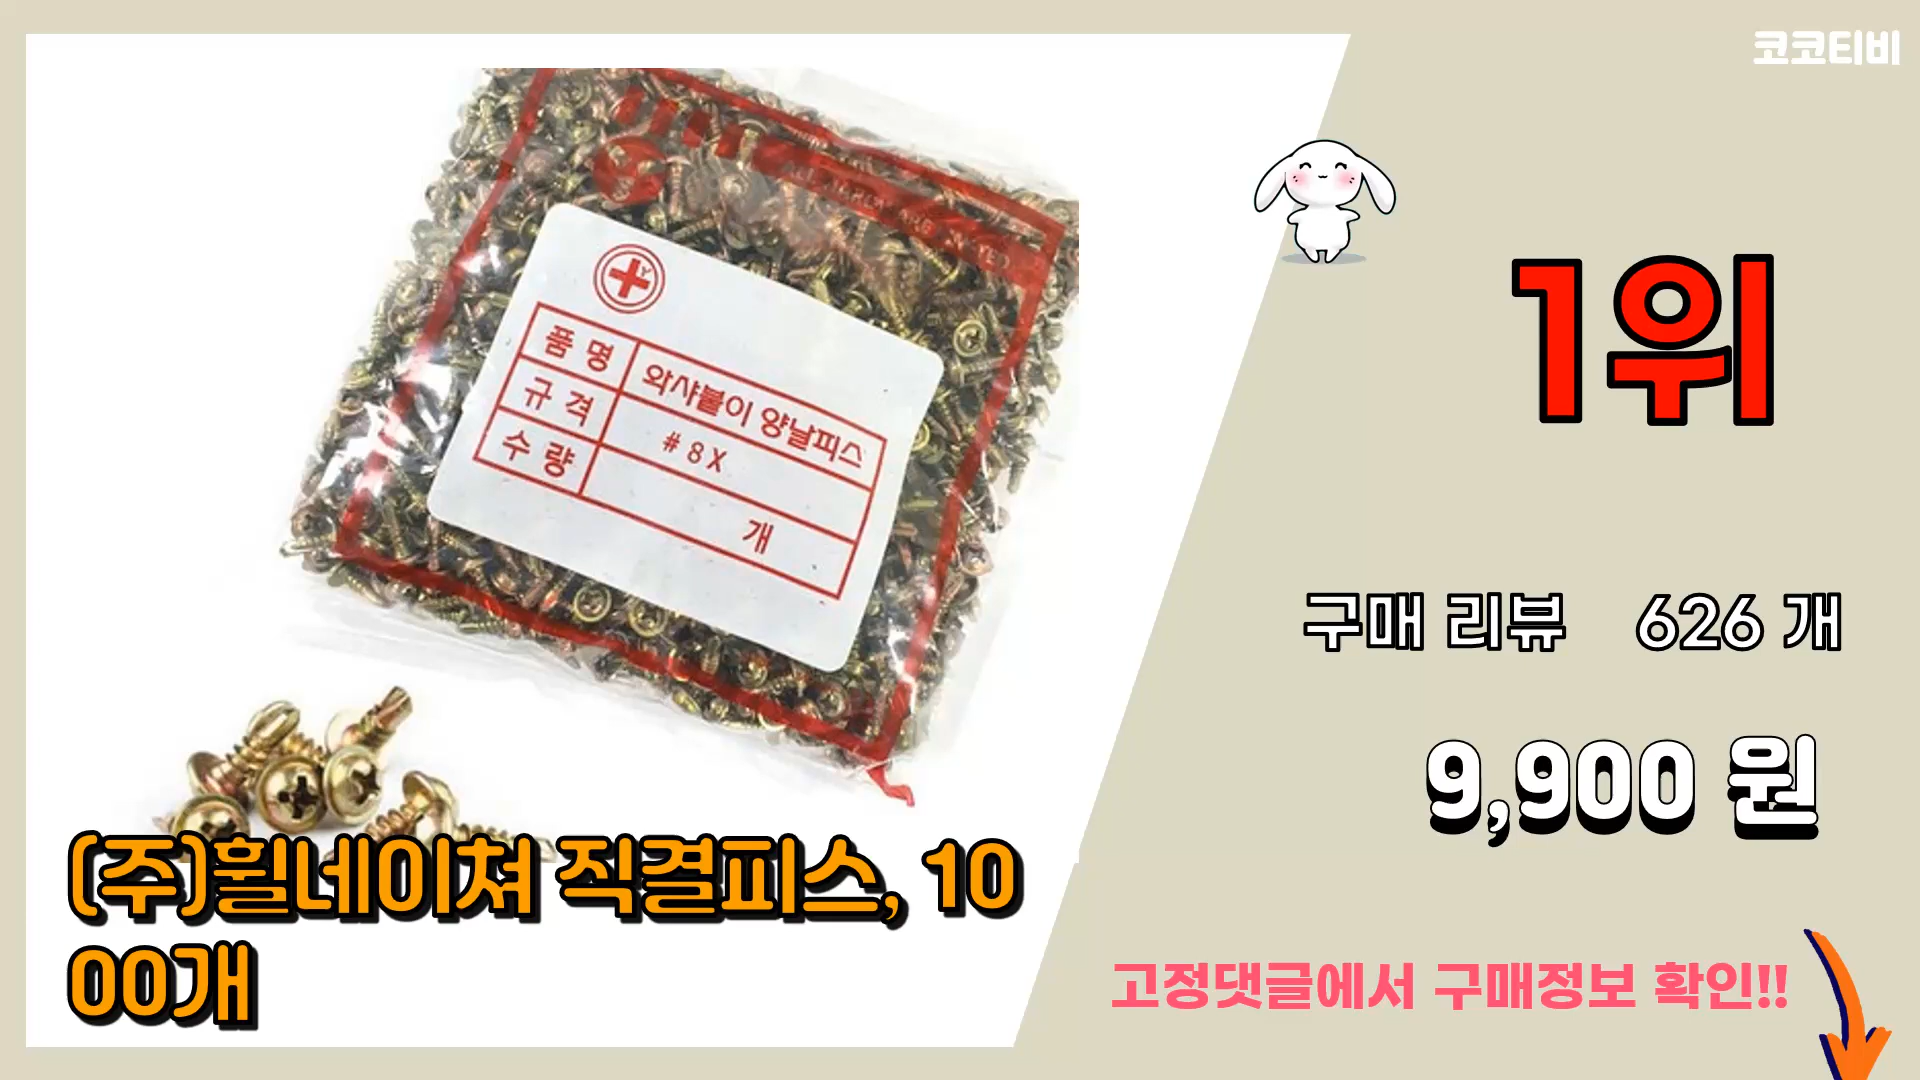 코코티비
1위
품 명 와샤붙이 양날피스
규 격 #8X
수 량 개
구매 리뷰 626 개
9,900 원
(주)휠네이쳐 직결피스, 10
00개
고정댓글에서 구매정보 확인!!